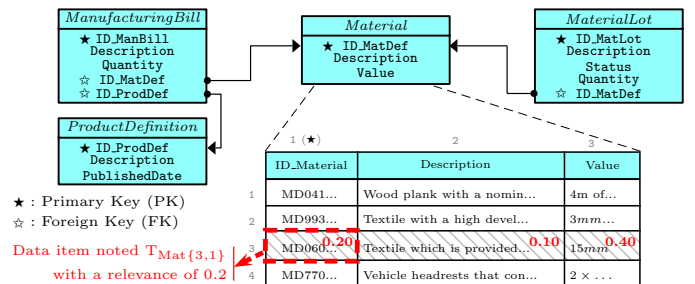 ManufacturingBill
★ ID_ManBill
Description
Quantity
☆ ID_MatDef
☆ ID_ProdDef
Material
★ ID_MatDef
Description
Value
MaterialLot
★ ID_MatLot
Description
Status
Quantity
☆ ID_MatDef
ProductDefinition
★ ID_ProdDef
Description
PublishedDate
★ : Primary Key (PK)
☆ : Foreign Key (FK)
Data item noted T_Mat{3,1}
with a relevance of 0.2
1 (★) 2 3
ID_Material Description Value
1 MD041... Wood plank with a nomin... 4m of...
2 MD993... Textile with a high devel... 3mm...
0.20 0.10 0.40
3 MD060... Textile which is provided... 15mm
4 MD770... Vehicle headrests that con... 2 × ...